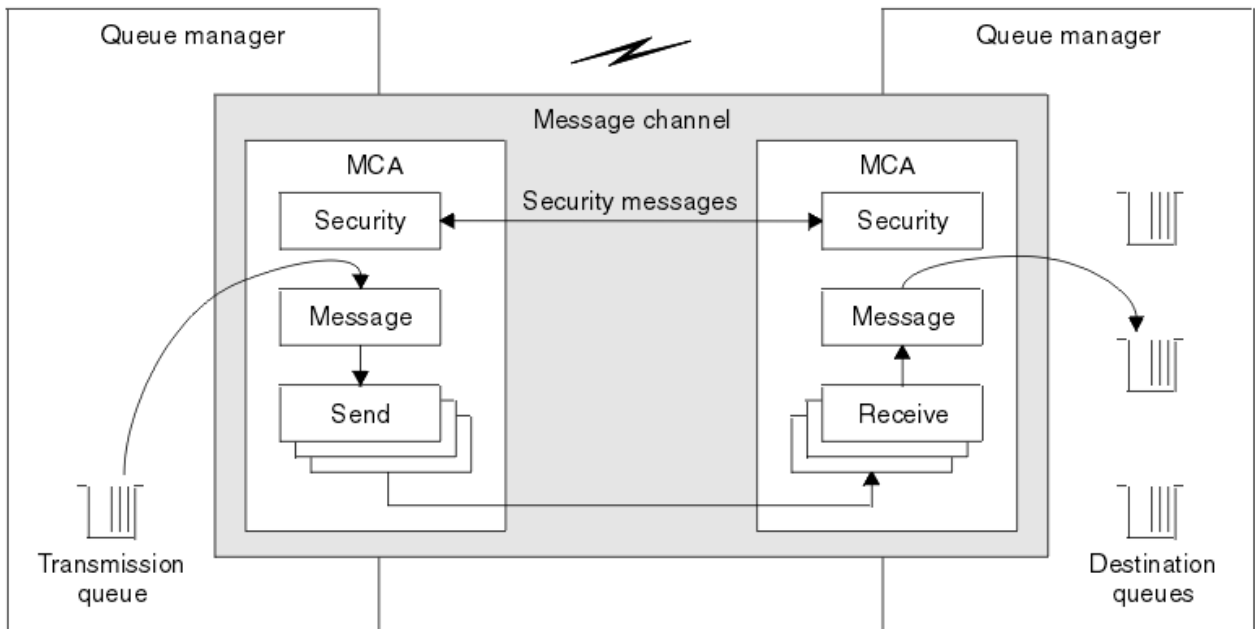 Queue manager
Queue manager
Message channel
MCA
MCA
Security messages
Security
Security
Message
Message
Send
Receive
Transmission
queue
Destination
queues